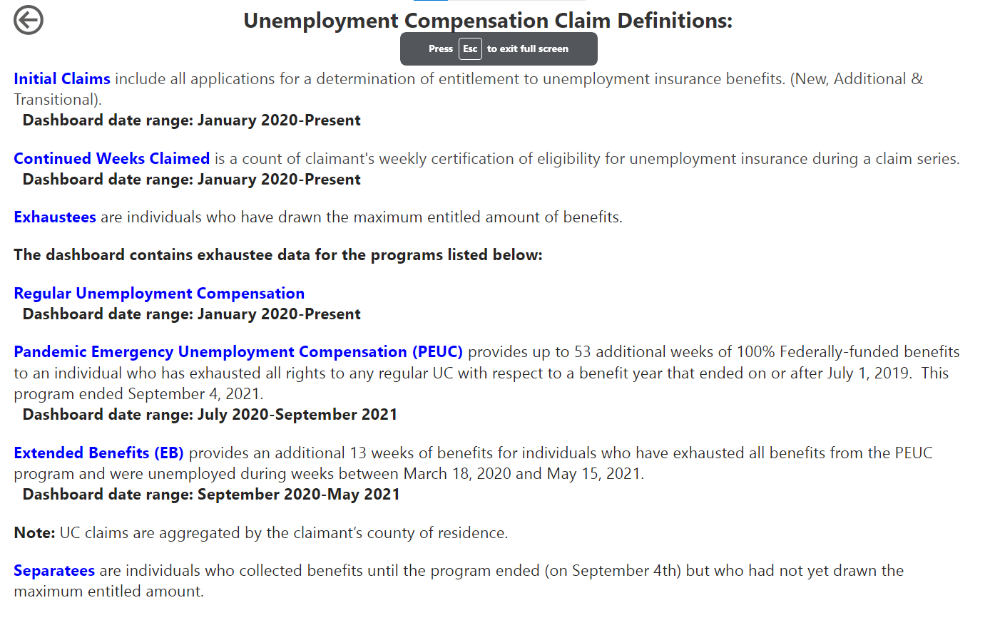 Unemployment Compensation Claim Definitions:
Press Esc to exit full screen
Initial Claims include all applications for a determination of entitlement to unemployment insurance benefits. (New, Additional &
Transitional).
Dashboard date range: January 2020-Present
Continued Weeks Claimed is a count of claimant's weekly certification of eligibility for unemployment insurance during a claim series.
Dashboard date range: January 2020-Present
Exhaustees are individuals who have drawn the maximum entitled amount of benefits.
The dashboard contains exhaustee data for the programs listed below:
Regular Unemployment Compensation
Dashboard date range: January 2020-Present
Pandemic Emergency Unemployment Compensation (PEUC) provides up to 53 additional weeks of 100% Federally-funded benefits
to an individual who has exhausted all rights to any regular UC with respect to a benefit year that ended on or after July 1, 2019.  This
program ended September 4, 2021.
Dashboard date range: July 2020-September 2021
Extended Benefits (EB) provides an additional 13 weeks of benefits for individuals who have exhausted all benefits from the PEUC
program and were unemployed during weeks between March 18, 2020 and May 15, 2021.
Dashboard date range: September 2020-May 2021
Note: UC claims are aggregated by the claimant’s county of residence.
Separatees are individuals who collected benefits until the program ended (on September 4th) but who had not yet drawn the
maximum entitled amount.